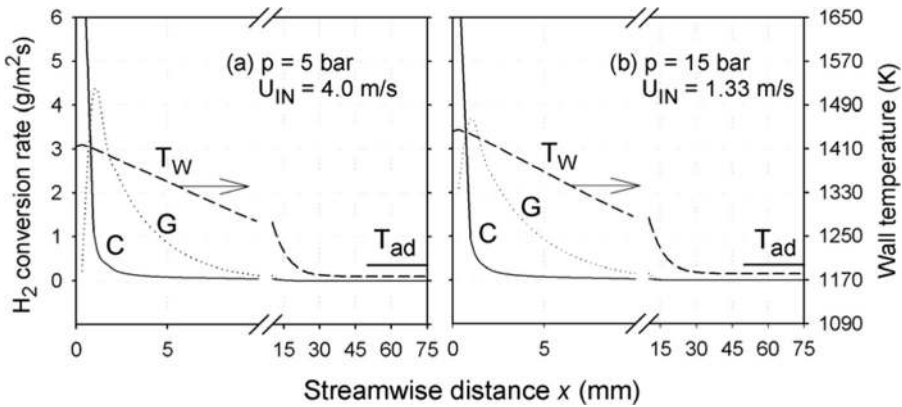 H2 conversion rate (g/m2s)
6
5
4
3
2
1
0
(a) p = 5 bar
UIN = 4.0 m/s
TW
G
C
Tad
0
5
15
30
45
60
75
(b) p = 15 bar
UIN = 1.33 m/s
TW
G
C
Tad
0
5
15
30
45
60
75
1650
1570
1490
1410
1330
1250
1170
1090
Wall temperature (K)
Streamwise distance x (mm)